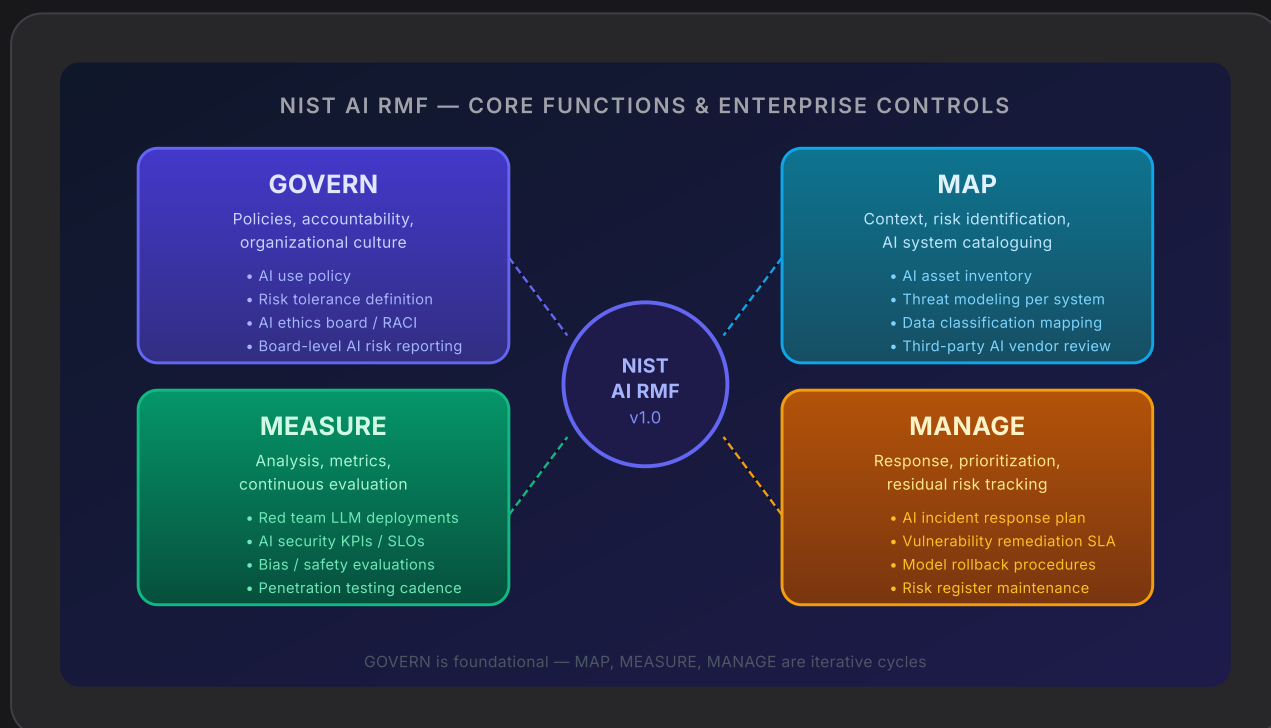 NIST AI RMF — CORE FUNCTIONS & ENTERPRISE CONTROLS
GOVERN
Policies, accountability,
organizational culture
• AI use policy
• Risk tolerance definition
• AI ethics board / RACI
• Board-level AI risk reporting
MAP
Context, risk identification,
AI system cataloguing
• AI asset inventory
• Threat modeling per system
• Data classification mapping
• Third-party AI vendor review
NIST
AI RMF
v1.0
MEASURE
Analysis, metrics,
continuous evaluation
• Red team LLM deployments
• AI security KPIs / SLOs
• Bias / safety evaluations
• Penetration testing cadence
MANAGE
Response, prioritization,
residual risk tracking
• AI incident response plan
• Vulnerability remediation SLA
• Model rollback procedures
• Risk register maintenance
GOVERN is foundational — MAP, MEASURE, MANAGE are iterative cycles